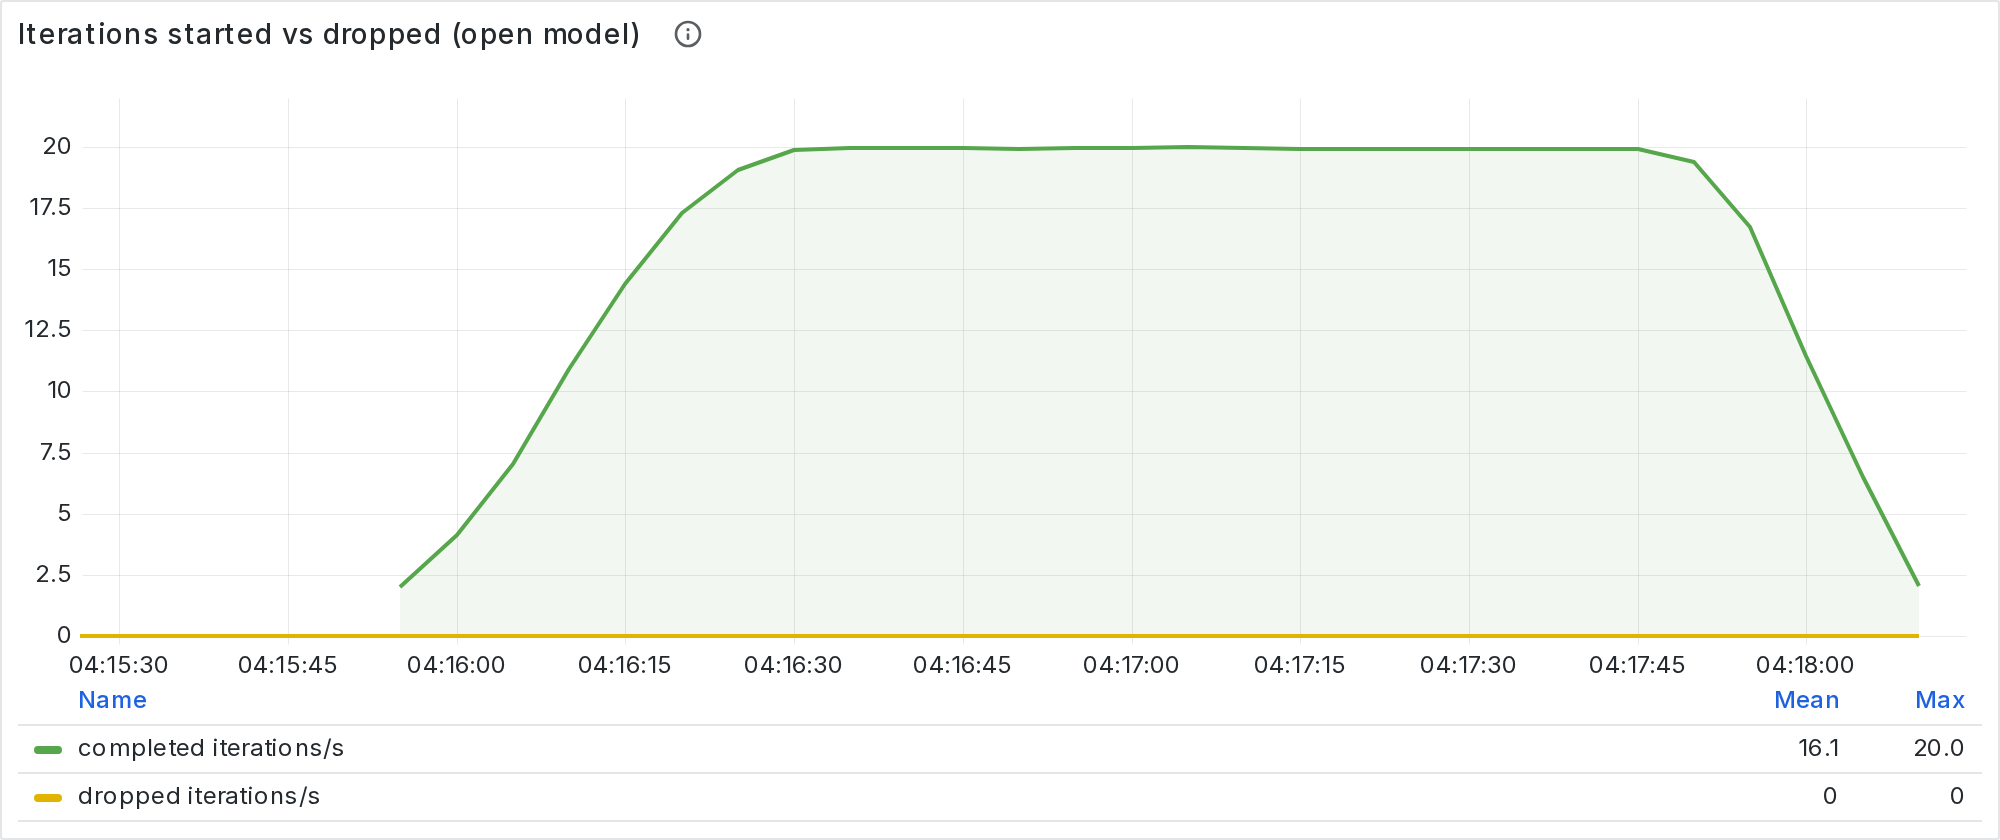 Iterations started vs dropped (open model)
20
17.5
15
12.5
10
7.5
5
2.5
0
04:15:30 04:15:45 04:16:00 04:16:15 04:16:30 04:16:45 04:17:00 04:17:15 04:17:30 04:17:45 04:18:00
Name Mean Max
completed iterations/s 16.1 20.0
dropped iterations/s 0 0